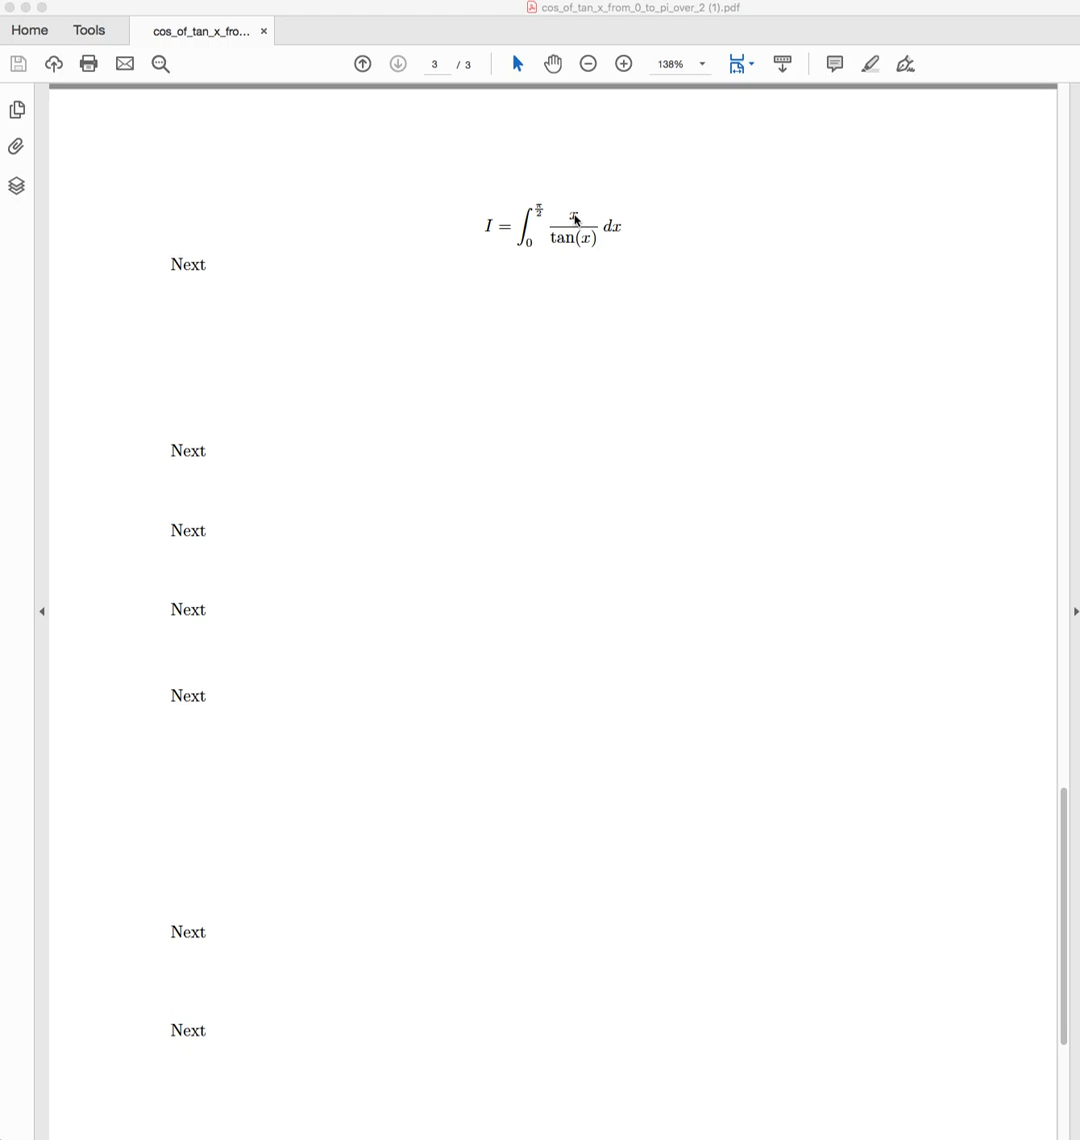 cos_of_tan_x_from_0_to_pi_over_2 (1).pdf
Home Tools cos_of_tan_x_fro... ×
3 / 3 138%
I = ∫₀^{π/2} x/tan(x) dx
Next
Next
Next
Next
Next
Next
Next